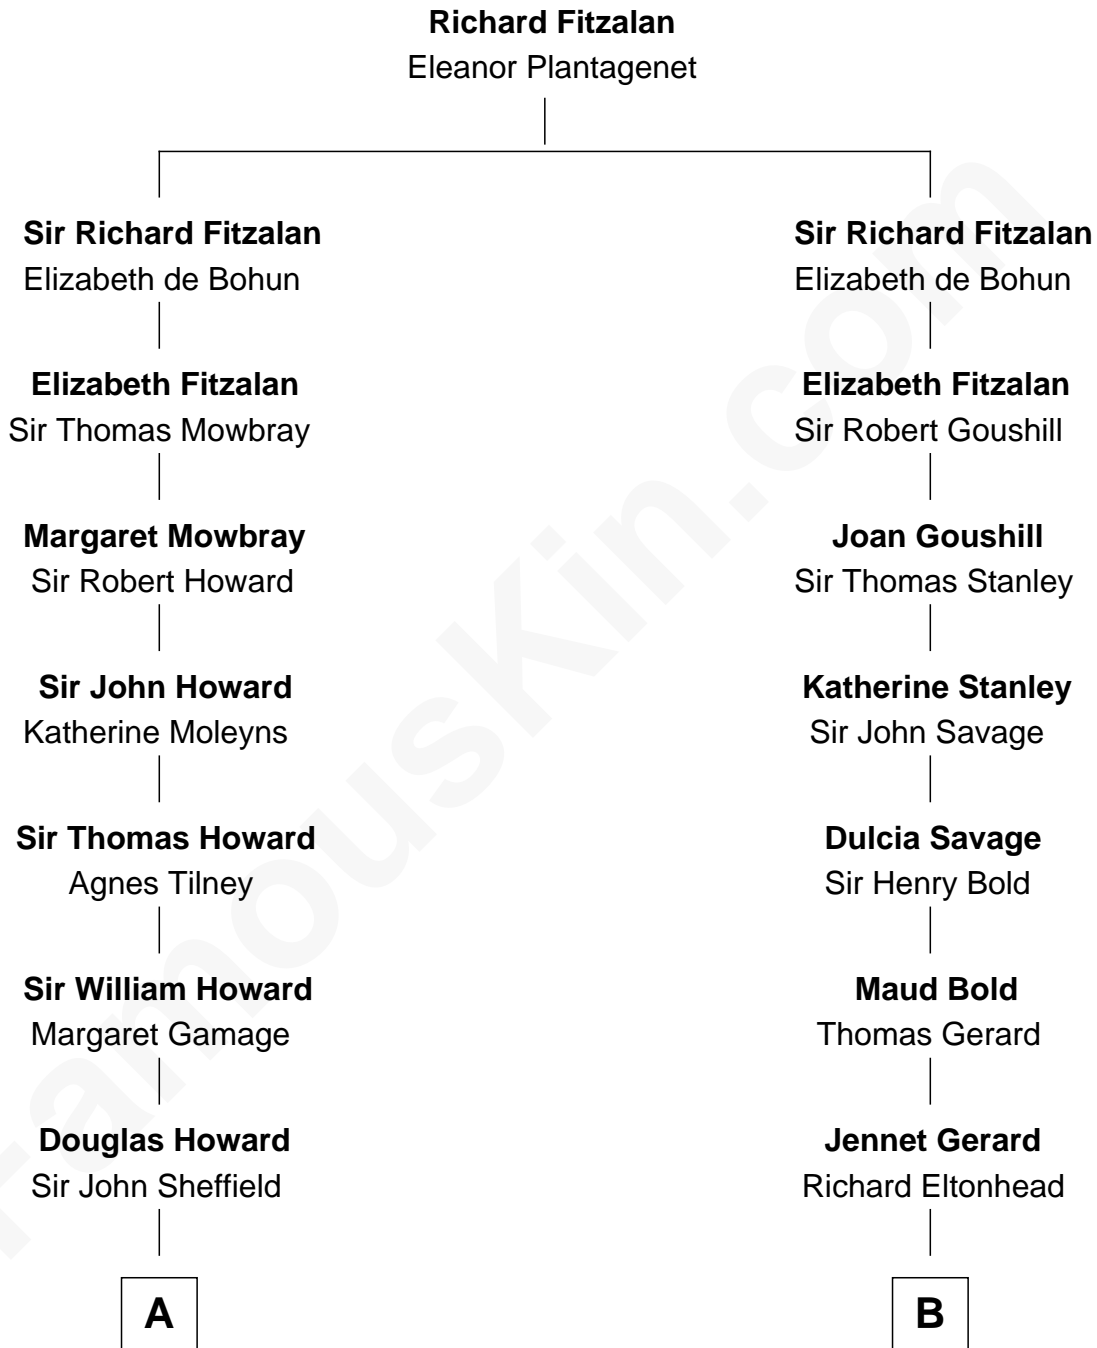 Richard Fitzalan
Eleanor Plantagenet
Sir Richard Fitzalan
Elizabeth de Bohun
Elizabeth Fitzalan
Sir Thomas Mowbray
Margaret Mowbray
Sir Robert Howard
Sir John Howard
Katherine Moleyns
Sir Thomas Howard
Agnes Tilney
Sir William Howard
Margaret Gamage
Douglas Howard
Sir John Sheffield
A
Sir Richard Fitzalan
Elizabeth de Bohun
Elizabeth Fitzalan
Sir Robert Goushill
Joan Goushill
Sir Thomas Stanley
Katherine Stanley
Sir John Savage
Dulcia Savage
Sir Henry Bold
Maud Bold
Thomas Gerard
Jennet Gerard
Richard Eltonhead
B
FamousKin.com